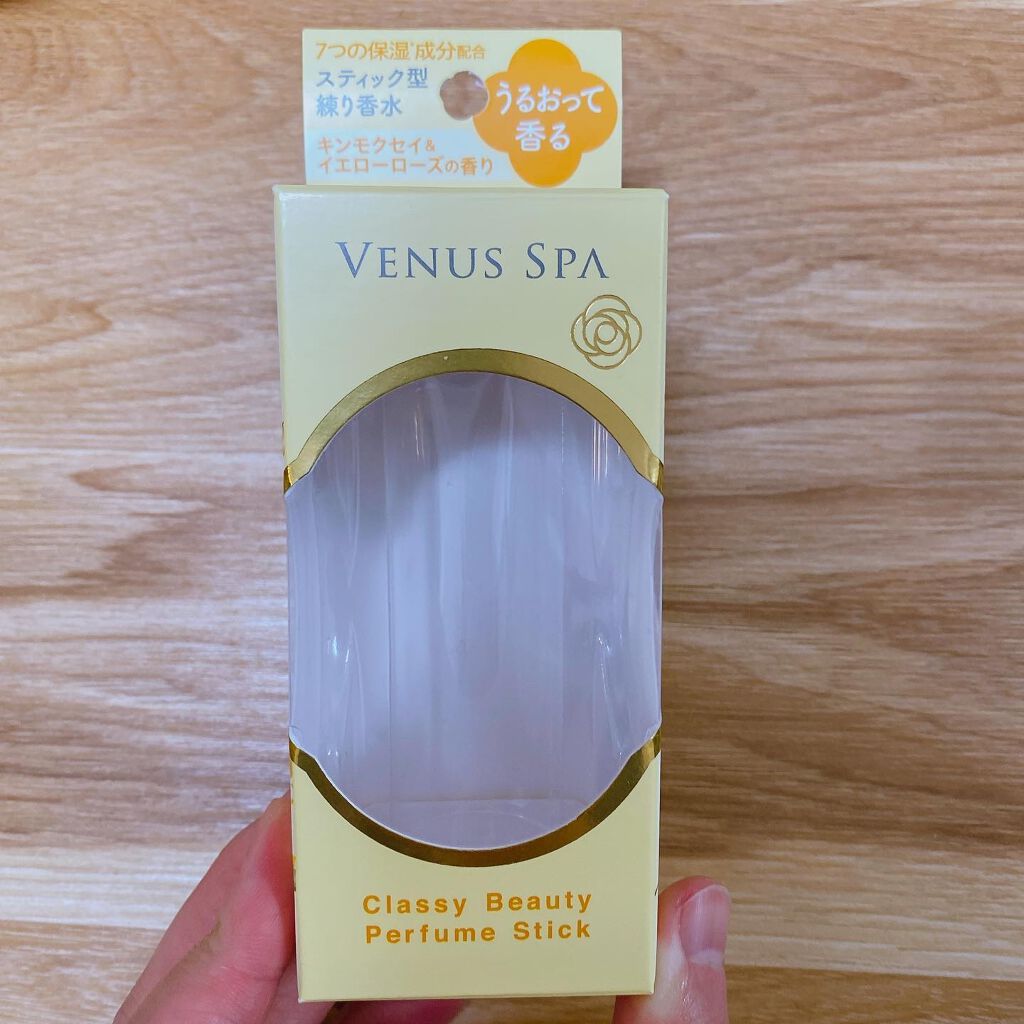 7つの保湿*成分配合
スティック型
練り香水
キンモクセイ&
イエローローズの香り
うるおって
香る
VENUS SPA
Classy Beauty
Perfume Stick